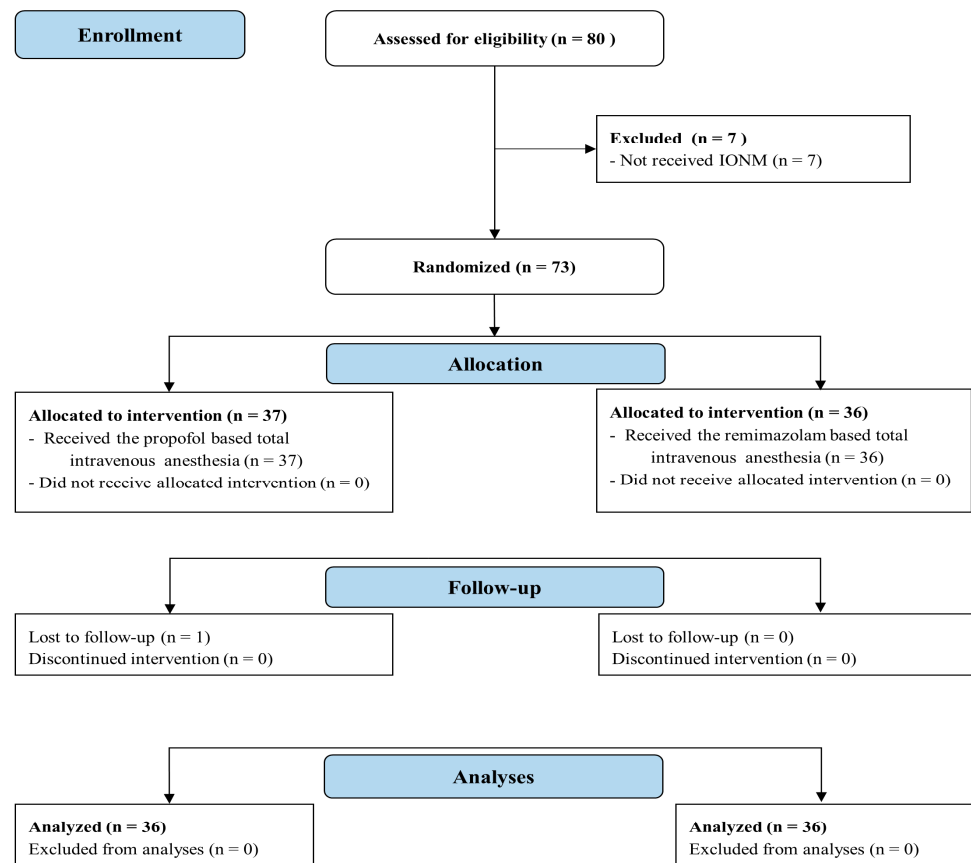 Enrollment
Assessed for eligibility (n = 80 )
Excluded (n = 7 )
- Not received IONM (n = 7)
Randomized (n = 73)
Allocation
Allocated to intervention (n = 37)
- Received the propofol based total
intravenous anesthesia (n = 37)
- Did not receive allocated intervention (n = 0)
Allocated to intervention (n = 36)
- Received the remimazolam based total
intravenous anesthesia (n = 36)
- Did not receive allocated intervention (n = 0)
Follow-up
Lost to follow-up (n = 1)
Discontinued intervention (n = 0)
Lost to follow-up (n = 0)
Discontinued intervention (n = 0)
Analyses
Analyzed (n = 36)
Excluded from analyses (n = 0)
Analyzed (n = 36)
Excluded from analyses (n = 0)